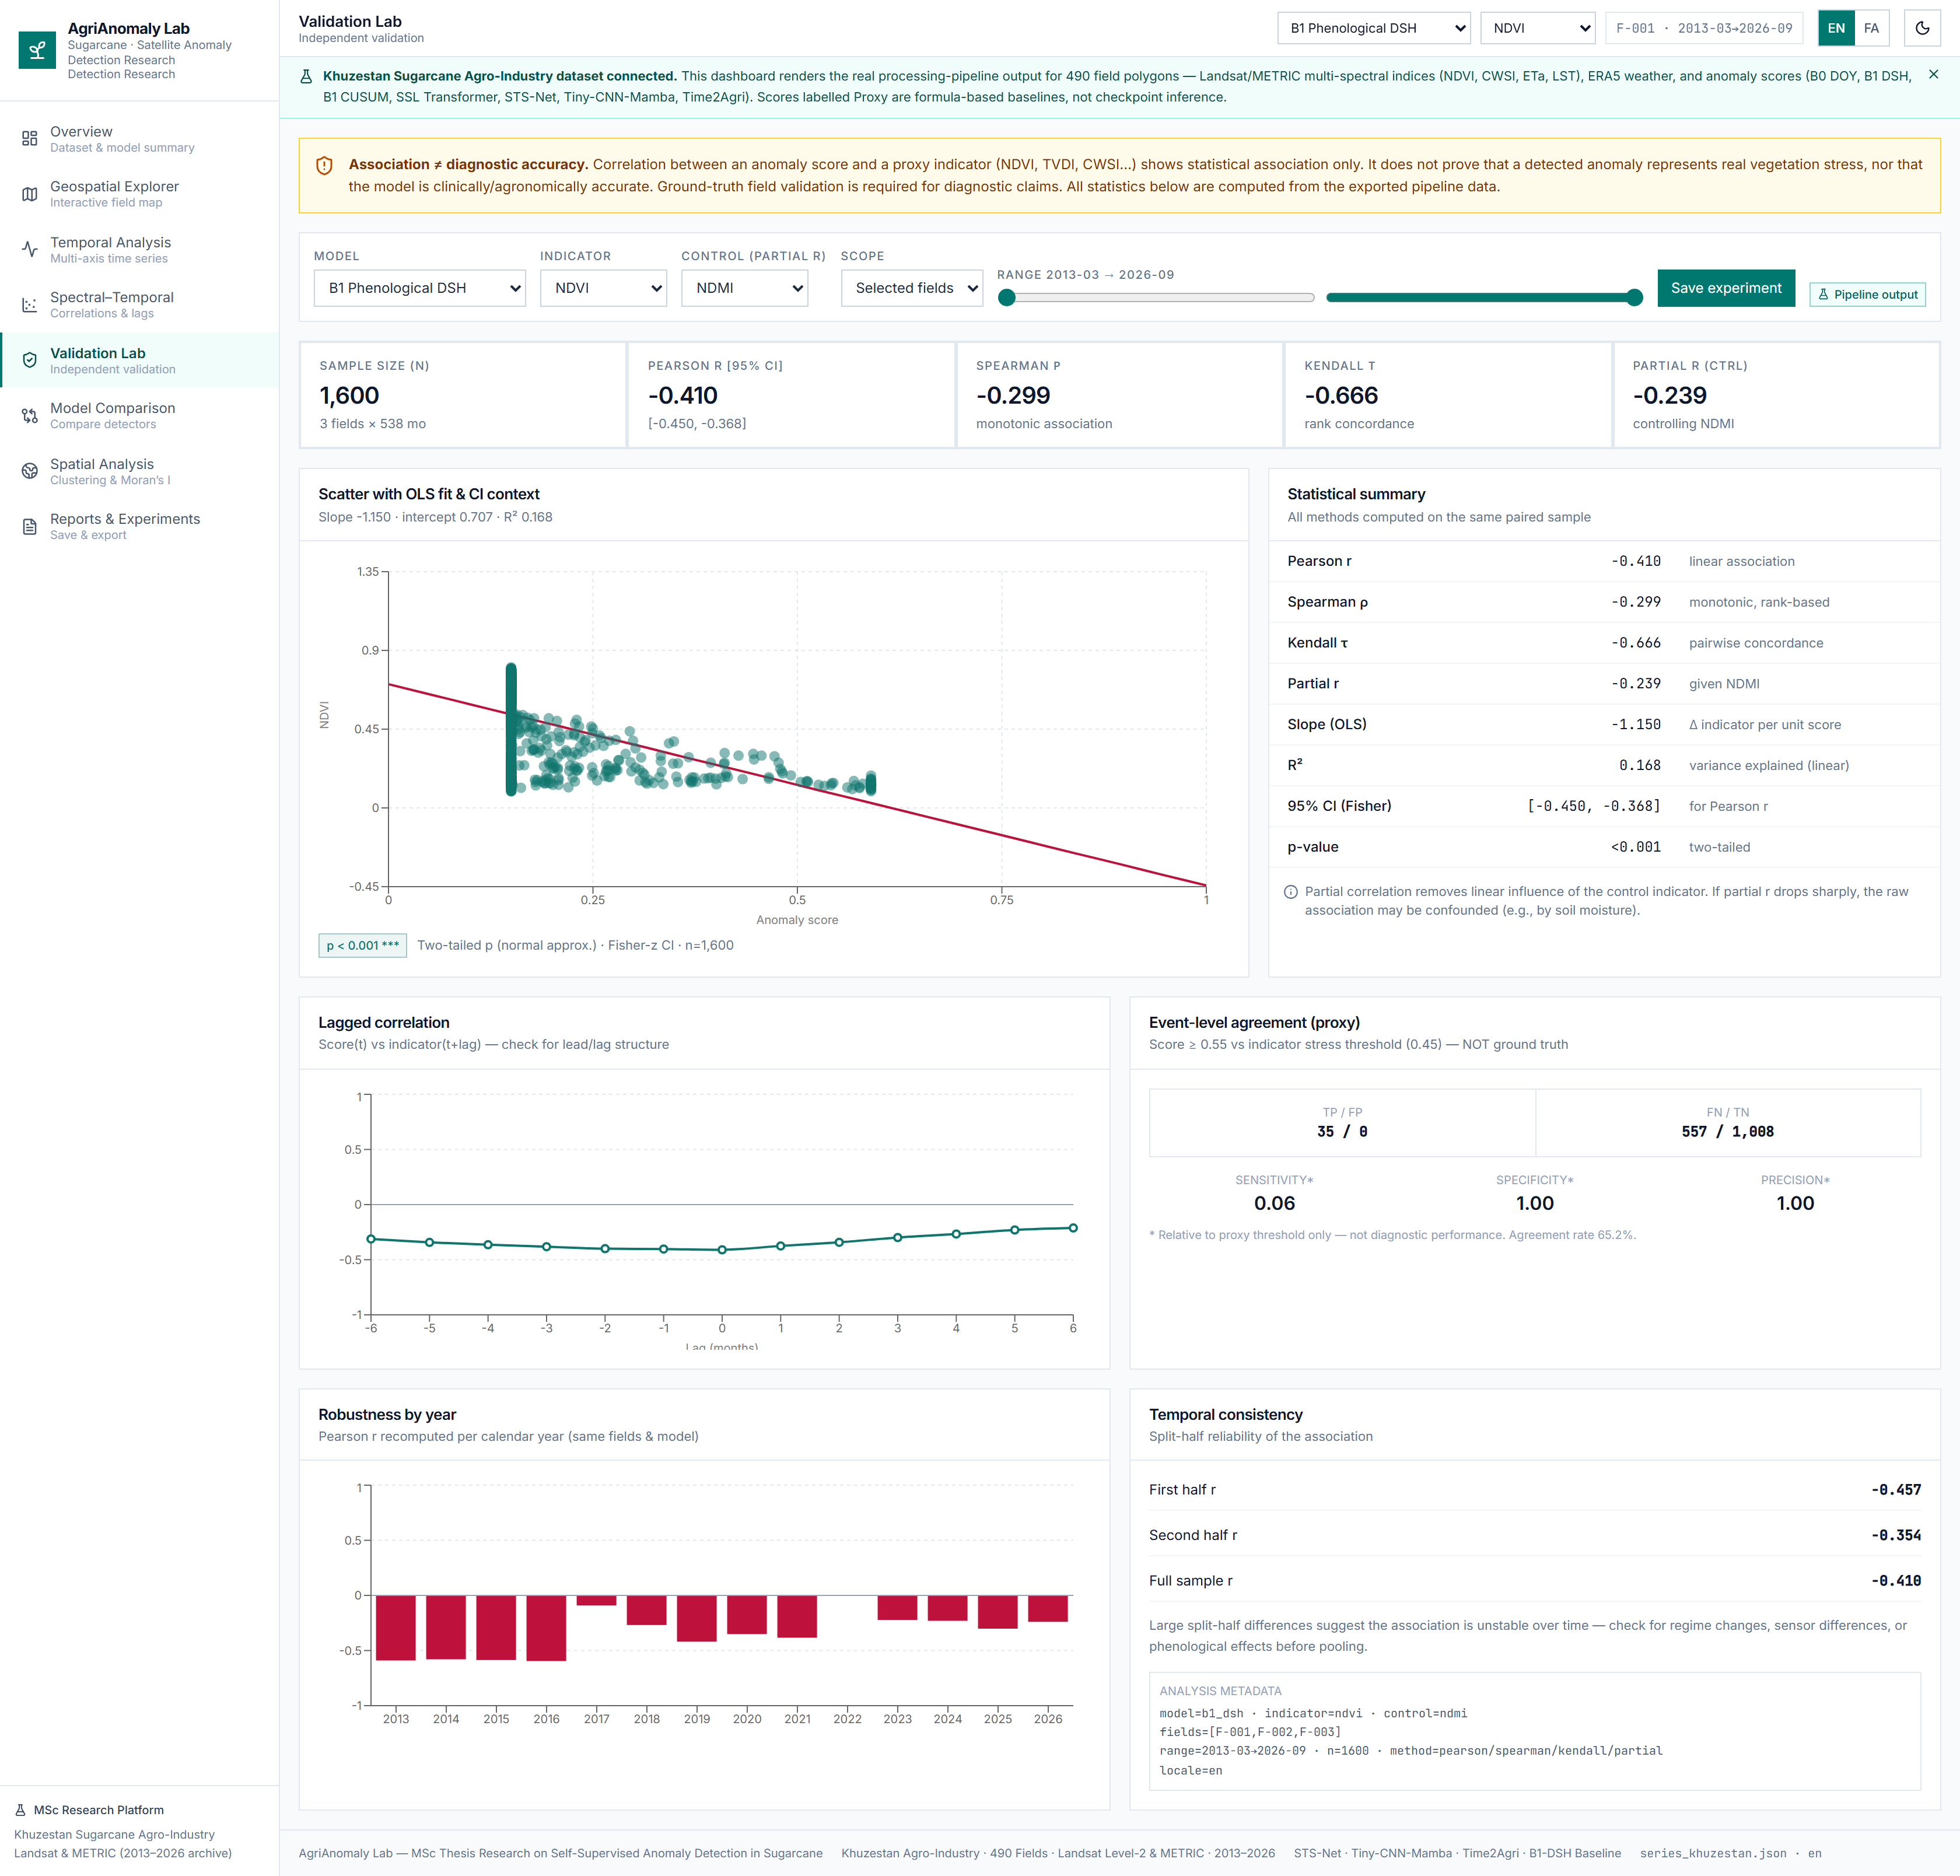 AgriAnomaly Lab
Sugarcane · Satellite Anomaly
Detection Research
Detection Research
Overview
Dataset & model summary
Geospatial Explorer
Interactive field map
Temporal Analysis
Multi-axis time series
Spectral–Temporal
Correlations & lags
Validation Lab
Independent validation
Model Comparison
Compare detectors
Spatial Analysis
Clustering & Moran's I
Reports & Experiments
Save & export
MSc Research Platform
Khuzestan Sugarcane Agro-Industry
Landsat & METRIC (2013–2026 archive)
Validation Lab
Independent validation
B1 Phenological DSH
NDVI
F-001 · 2013-03→2026-09
EN FA
Khuzestan Sugarcane Agro-Industry dataset connected. This dashboard renders the real processing-pipeline output for 490 field polygons — Landsat/METRIC multi-spectral indices (NDVI, CWSI, ETa, LST), ERA5 weather, and anomaly scores (B0 DOY, B1 DSH,
B1 CUSUM, SSL Transformer, STS-Net, Tiny-CNN-Mamba, Time2Agri). Scores labelled Proxy are formula-based baselines, not checkpoint inference.
Association ≠ diagnostic accuracy. Correlation between an anomaly score and a proxy indicator (NDVI, TVDI, CWSI…) shows statistical association only. It does not prove that a detected anomaly represents real vegetation stress, nor that
the model is clinically/agronomically accurate. Ground-truth field validation is required for diagnostic claims. All statistics below are computed from the exported pipeline data.
MODEL
B1 Phenological DSH
INDICATOR
NDVI
CONTROL (PARTIAL R)
NDMI
SCOPE
Selected fields
RANGE 2013-03 → 2026-09
Save experiment
Pipeline output
SAMPLE SIZE (N)
1,600
3 fields × 538 mo
PEARSON R [95% CI]
-0.410
[-0.450, -0.368]
SPEARMAN Ρ
-0.299
monotonic association
KENDALL Τ
-0.666
rank concordance
PARTIAL R (CTRL)
-0.239
controlling NDMI
Scatter with OLS fit & CI context
Slope -1.150 · intercept 0.707 · R² 0.168
1.35
0.9
0.45
0
-0.45
NDVI
0 0.25 0.5 0.75 1
Anomaly score
p < 0.001 *** Two-tailed p (normal approx.) · Fisher-z CI · n=1,600
Statistical summary
All methods computed on the same paired sample
Pearson r -0.410 linear association
Spearman ρ -0.299 monotonic, rank-based
Kendall τ -0.666 pairwise concordance
Partial r -0.239 given NDMI
Slope (OLS) -1.150 Δ indicator per unit score
R² 0.168 variance explained (linear)
95% CI (Fisher) [-0.450, -0.368] for Pearson r
p-value <0.001 two-tailed
Partial correlation removes linear influence of the control indicator. If partial r drops sharply, the raw
association may be confounded (e.g., by soil moisture).
Lagged correlation
Score(t) vs indicator(t+lag) — check for lead/lag structure
1
0.5
0
-0.5
-1
-6 -5 -4 -3 -2 -1 0 1 2 3 4 5 6
Lag (months)
Event-level agreement (proxy)
Score ≥ 0.55 vs indicator stress threshold (0.45) — NOT ground truth
TP / FP
35 / 0
FN / TN
557 / 1,008
SENSITIVITY*
0.06
SPECIFICITY*
1.00
PRECISION*
1.00
* Relative to proxy threshold only — not diagnostic performance. Agreement rate 65.2%.
Robustness by year
Pearson r recomputed per calendar year (same fields & model)
1
0.5
0
-0.5
-1
2013 2014 2015 2016 2017 2018 2019 2020 2021 2022 2023 2024 2025 2026
Temporal consistency
Split-half reliability of the association
First half r -0.457
Second half r -0.354
Full sample r -0.410
Large split-half differences suggest the association is unstable over time — check for regime changes, sensor differences, or
phenological effects before pooling.
ANALYSIS METADATA
model=b1_dsh · indicator=ndvi · control=ndmi
fields=[F-001,F-002,F-003]
range=2013-03→2026-09 · n=1600 · method=pearson/spearman/kendall/partial
locale=en
AgriAnomaly Lab — MSc Thesis Research on Self-Supervised Anomaly Detection in Sugarcane Khuzestan Agro-Industry · 490 Fields · Landsat Level-2 & METRIC · 2013–2026 STS-Net · Tiny-CNN-Mamba · Time2Agri · B1-DSH Baseline series_khuzestan.json · en